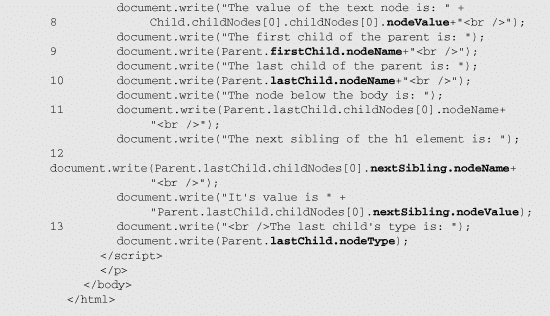 document.write("The value of the text node is: " +
8 Child.childNodes[0].childNodes[0].nodeValue+"<br />");
document.write("The first child of the parent is: ");
9 document.write(Parent.firstChild.nodeName+"<br />");
document.write("The last child of the parent is: ");
10 document.write(Parent.lastChild.nodeName+"<br />");
document.write("The node below the body is: ");
11 document.write(Parent.lastChild.childNodes[0].nodeName+
"<br />");
document.write("The next sibling of the h1 element is: ");
12
document.write(Parent.lastChild.childNodes[0].nextSibling.nodeName+
"<br />");
document.write("It's value is " +
"Parent.lastChild.childNodes[0].nextSibling.nodeValue);
13 document.write("<br />The last child's type is: ");
document.write(Parent.lastChild.nodeType);
</script>
</p>
</body>
</html>